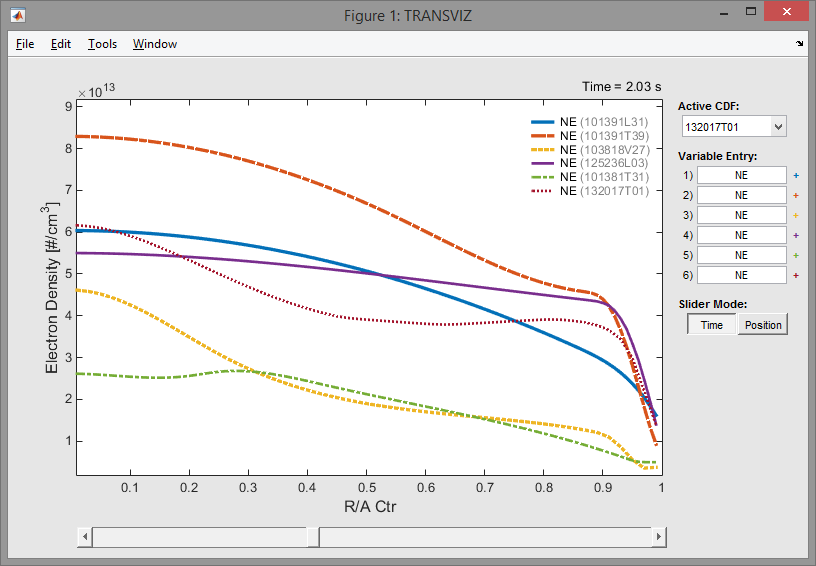 Figure 1: TRANSVIZ
File Edit Tools Window
×10^13
Time = 2.03 s
9
8
7
6
5
4
3
2
1
Electron Density [#/cm^3]
0.1 0.2 0.3 0.4 0.5 0.6 0.7 0.8 0.9 1
R/A Ctr
NE (101391L31)
NE (101391T39)
NE (103818V27)
NE (125236L03)
NE (101381T31)
NE (132017T01)
Active CDF:
132017T01
Variable Entry:
1) NE +
2) NE +
3) NE +
4) NE +
5) NE +
6) NE +
Slider Mode:
Time Position